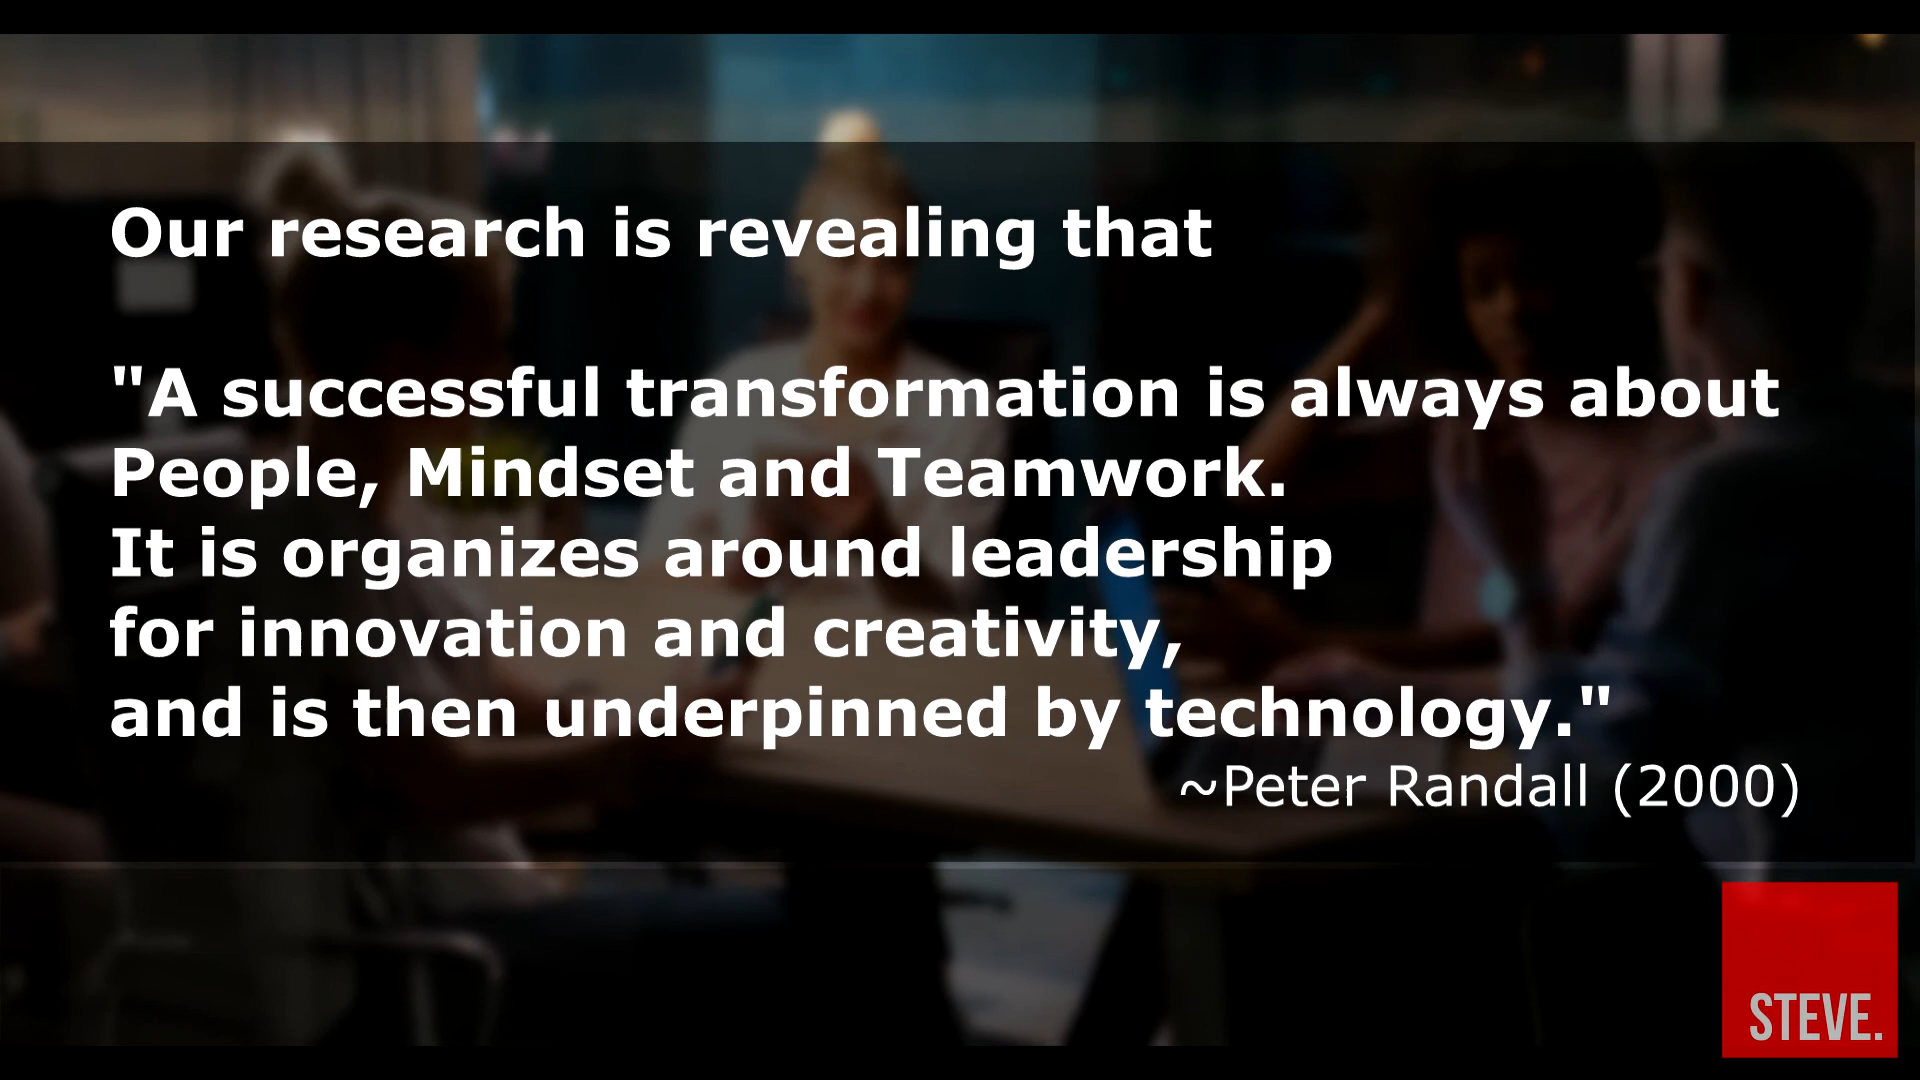 Our research is revealing that
"A successful transformation is always about
People, Mindset and Teamwork.
It is organizes around leadership
for innovation and creativity,
and is then underpinned by technology."
~Peter Randall (2000)
STEVE.